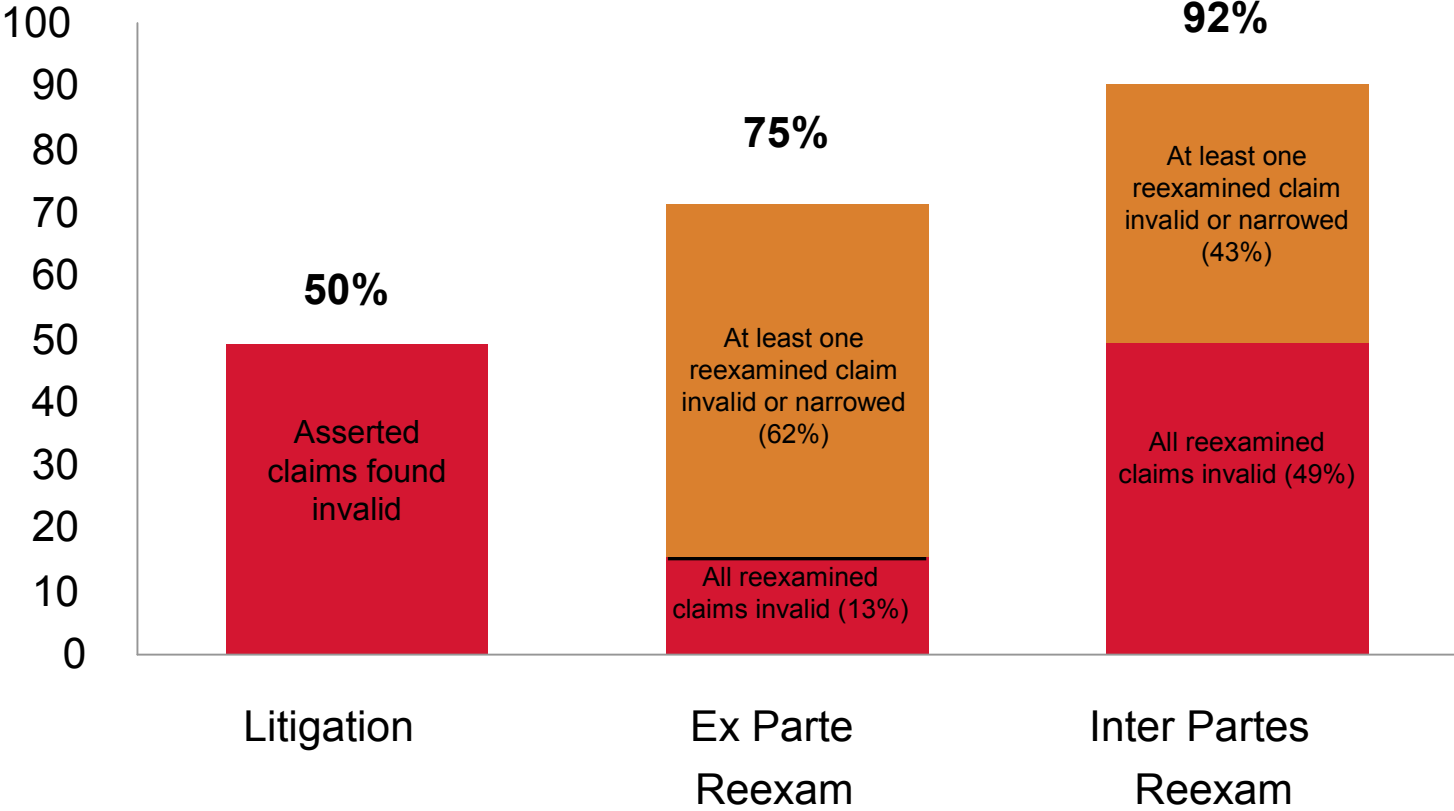 100
90
80
70
60
50
40
30
20
10
0
50%
Asserted
claims found
invalid
75%
At least one
reexamined claim
invalid or narrowed
(62%)
All reexamined
claims invalid (13%)
92%
At least one
reexamined claim
invalid or narrowed
(43%)
All reexamined
claims invalid (49%)
Litigation
Ex Parte
Reexam
Inter Partes
Reexam